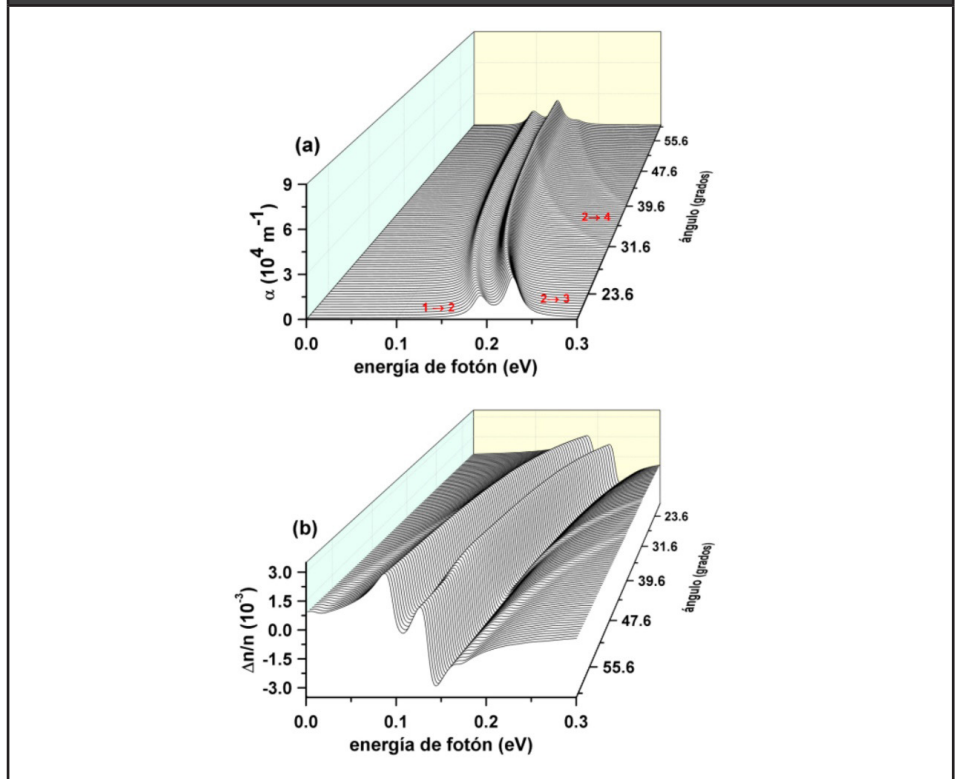 (a)
α (10⁴ m⁻¹)
9
6
3
0
0.0 0.1 0.2 0.3
energía de fotón (eV)
1 → 2
2 → 3
2 → 4
55.6
47.6
39.6
31.6
23.6
ángulo (grados)
(b)
Δn/n (10⁻³)
3.0
1.5
0.0
-1.5
-3.0
0.0 0.1 0.2 0.3
energía de fotón (eV)
23.6
31.6
39.6
47.6
55.6
ángulo (grados)